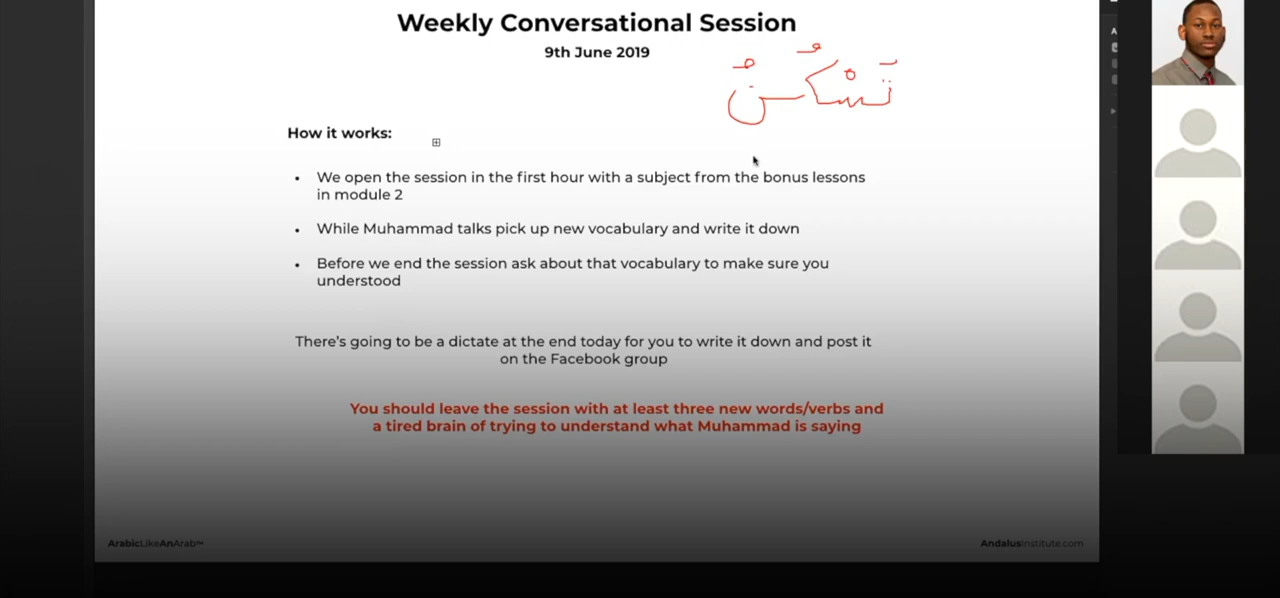 Weekly Conversational Session
9th June 2019
تَسْكُنُ
How it works:
• We open the session in the first hour with a subject from the bonus lessons
in module 2
• While Muhammad talks pick up new vocabulary and write it down
• Before we end the session ask about that vocabulary to make sure you
understood
There's going to be a dictate at the end today for you to write it down and post it
on the Facebook group
You should leave the session with at least three new words/verbs and
a tired brain of trying to understand what Muhammad is saying
ArabicLikeAnArab™
AndalusInstitute.com